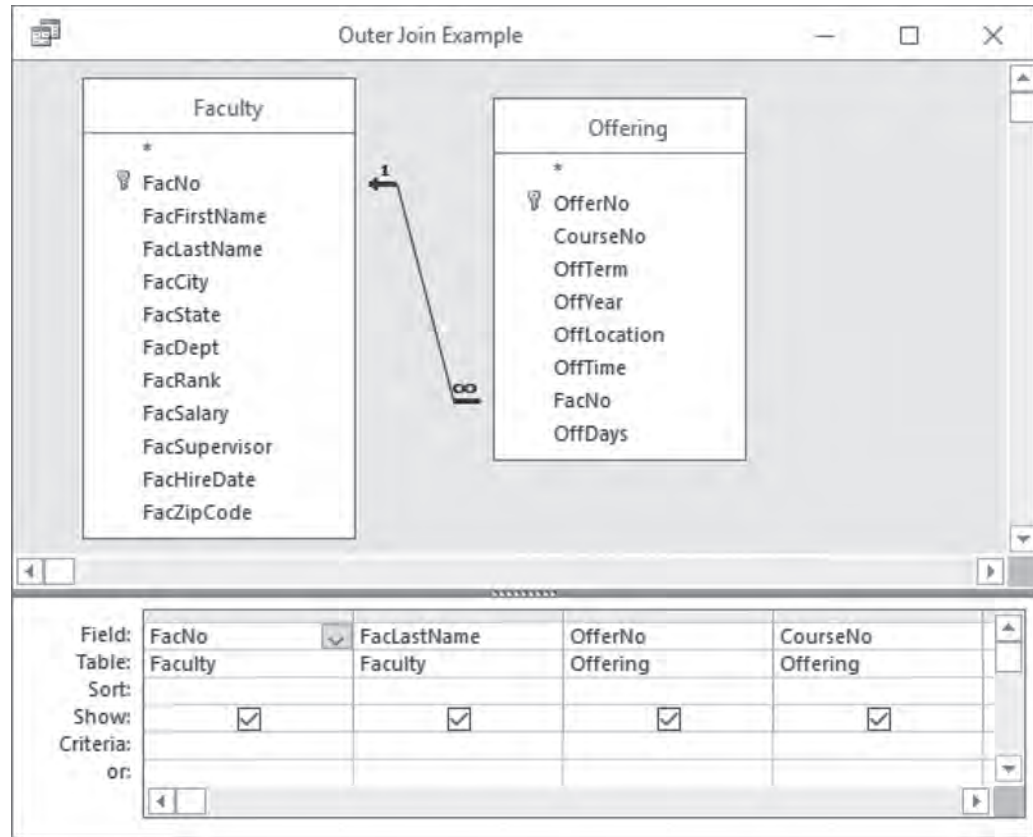 Outer Join Example
Faculty
*
FacNo
FacFirstName
FacLastName
FacCity
FacState
FacDept
FacRank
FacSalary
FacSupervisor
FacHireDate
FacZipCode
1
∞
Offering
*
OfferNo
CourseNo
OffTerm
OffYear
OffLocation
OffTime
FacNo
OffDays
Field: FacNo FacLastName OfferNo CourseNo
Table: Faculty Faculty Offering Offering
Sort:
Show:
Criteria:
or: